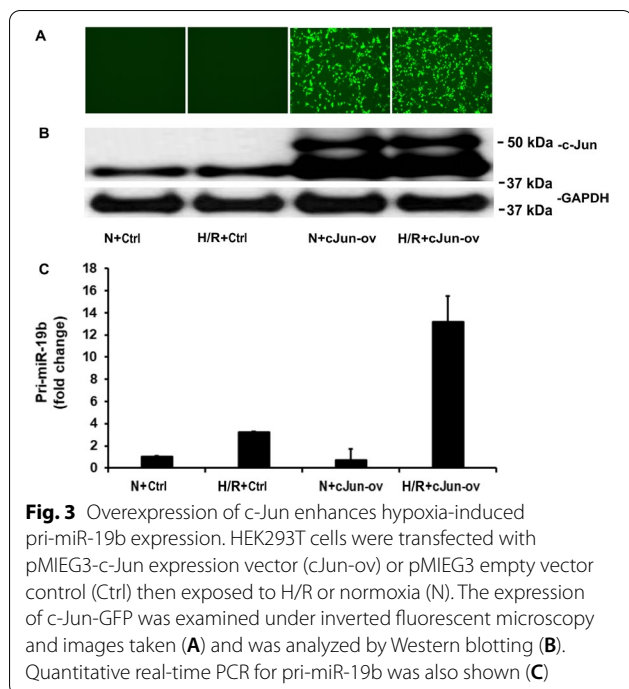 A
B
- 50 kDa -c-Jun
- 37 kDa
-GAPDH
- 37 kDa
N+Ctrl H/R+Ctrl N+cJun-ov H/R+cJun-ov
C
Pri-miR-19b
(fold change)
18
16
14
12
10
8
6
4
2
0
N+Ctrl H/R+Ctrl N+cJun-ov H/R+cJun-ov
Fig. 3 Overexpression of c-Jun enhances hypoxia-induced
pri-miR-19b expression. HEK293T cells were transfected with
pMIEG3-c-Jun expression vector (cJun-ov) or pMIEG3 empty vector
control (Ctrl) then exposed to H/R or normoxia (N). The expression
of c-Jun-GFP was examined under inverted fluorescent microscopy
and images taken (A) and was analyzed by Western blotting (B).
Quantitative real-time PCR for pri-miR-19b was also shown (C)